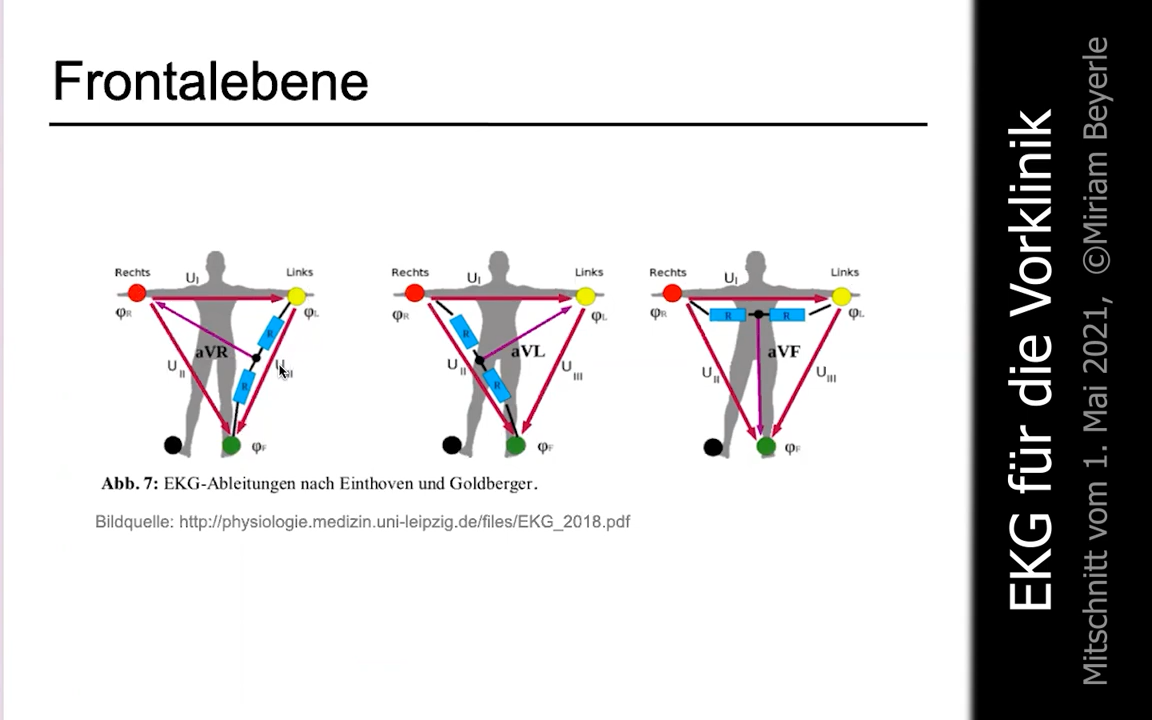 Frontalebene
Rechts
Links
UI
φR
φL
aVR
R
R
UII
φF
Rechts
Links
UI
φR
φL
aVL
R
R
UII
UIII
φF
Rechts
Links
UI
φR
φL
R
R
aVF
UII
UIII
φF
Abb. 7: EKG-Ableitungen nach Einthoven und Goldberger.
Bildquelle: http://physiologie.medizin.uni-leipzig.de/files/EKG_2018.pdf
EKG für die Vorklinik
Mitschnitt vom 1. Mai 2021, ©Miriam Beyerle